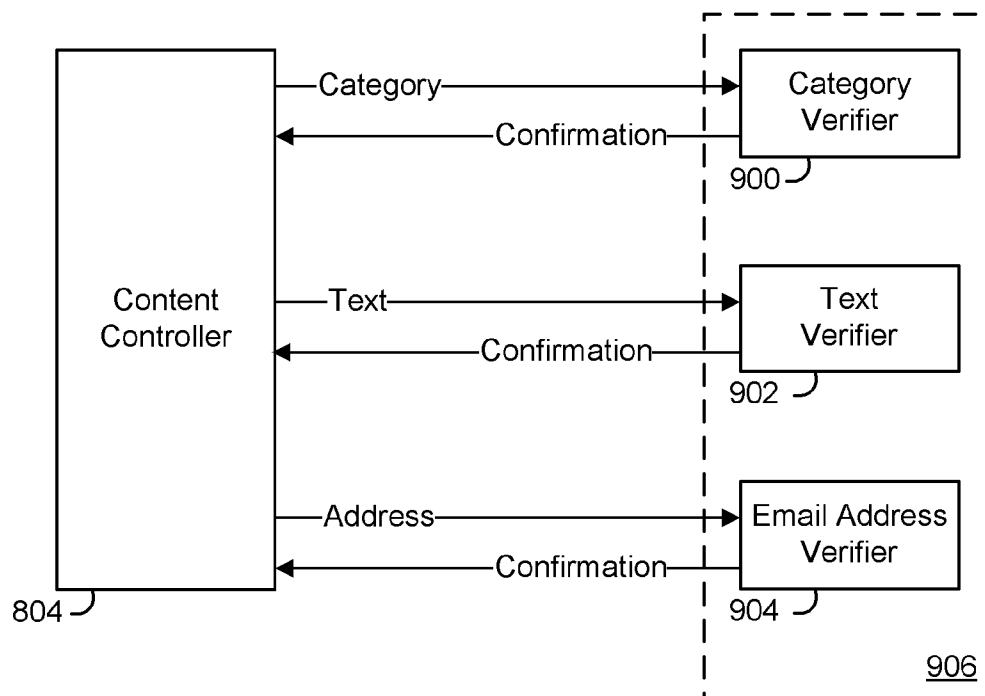 Category
Category
Verifier
Confirmation
900
Content
Controller
Text
Text
Verifier
Confirmation
902
Address
Email Address
Verifier
Confirmation
804
904
906